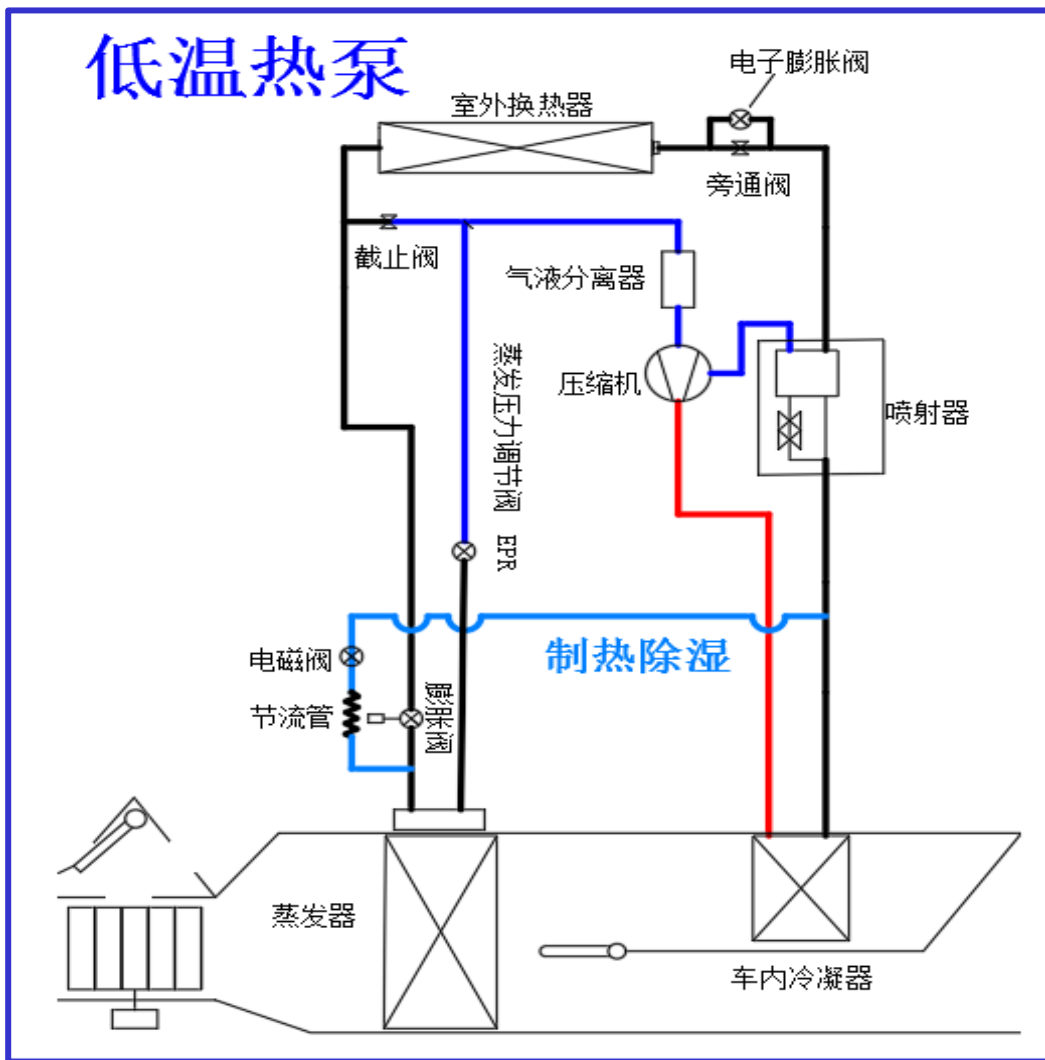 低温热泵
电子膨胀阀
室外换热器
旁通阀
截止阀
气液分离器
压缩机
喷射器
蒸发压力调节阀 EPR
制热除湿
电磁阀
节流管
膨胀阀
蒸发器
车内冷凝器